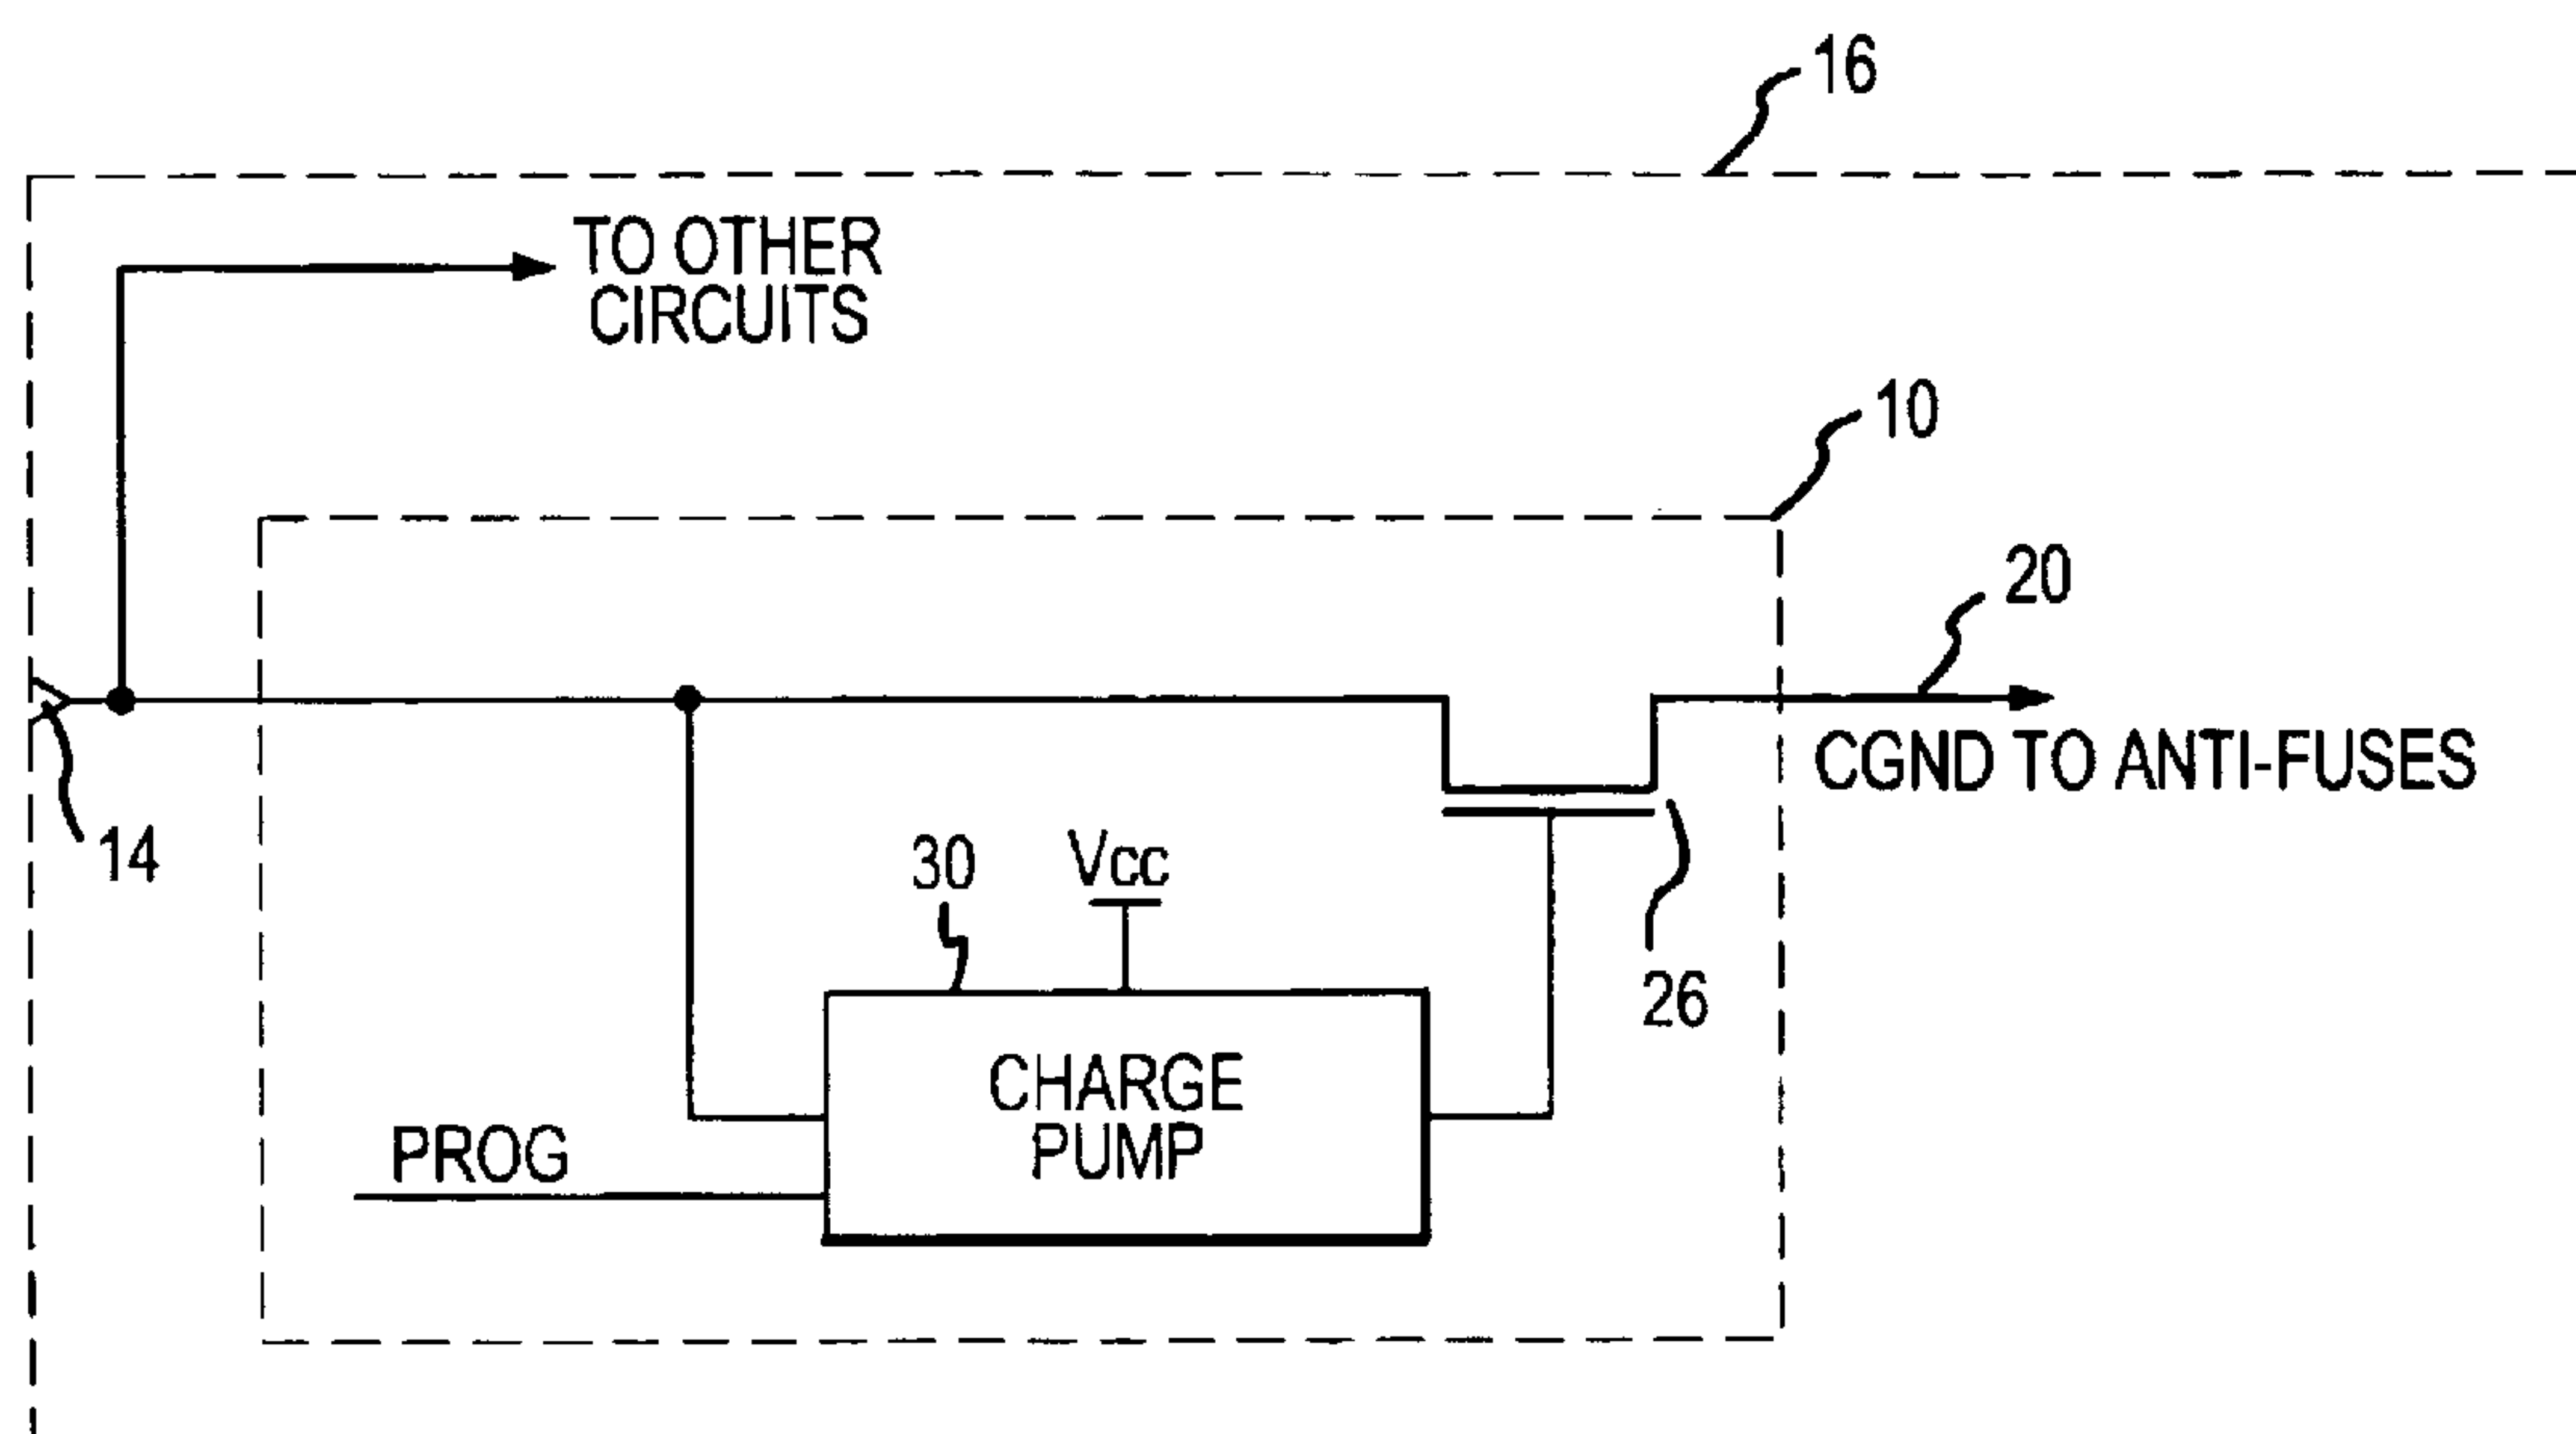 16
TO OTHER
CIRCUITS
10
20
CGND TO ANTI-FUSES
14
30
Vcc
26
CHARGE
PUMP
PROG